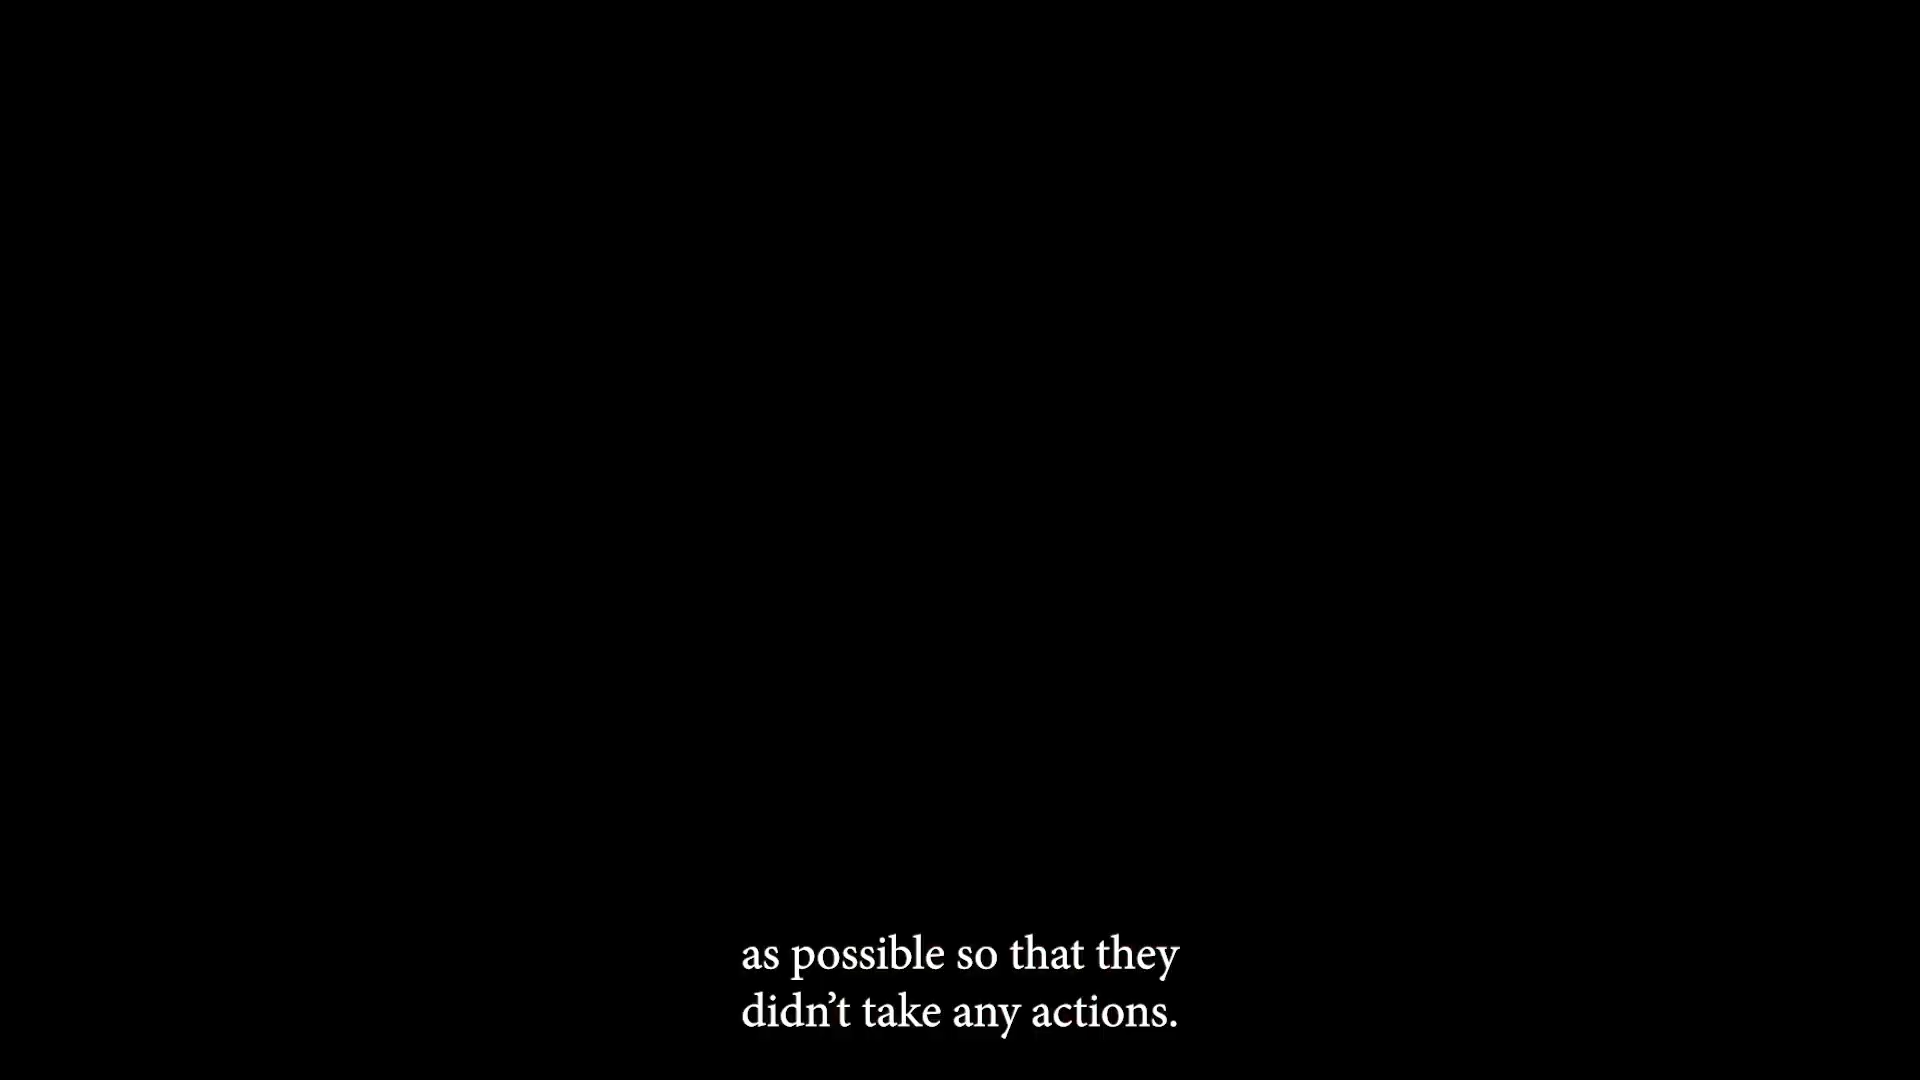 as possible so that they
didn’t take any actions.